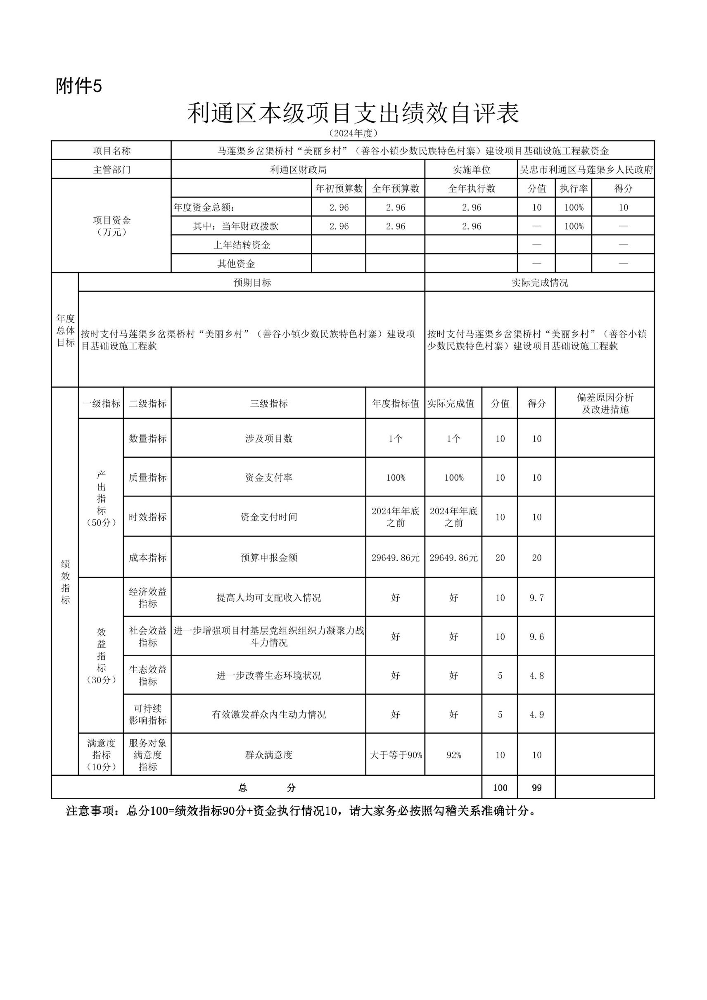 附件5
利通区本级项目支出绩效自评表
（2024年度）
项目名称 马莲渠乡岔渠桥村“美丽乡村”（善谷小镇少数民族特色村寨）建设项目基础设施工程款资金
主管部门 利通区财政局 实施单位 吴忠市利通区马莲渠乡人民政府
项目资金
（万元）
年初预算数 全年预算数 全年执行数 分值 执行率 得分
年度资金总额： 2.96 2.96 2.96 10 100% 10
其中：当年财政拨款 2.96 2.96 2.96 — 100% —
上年结转资金 — —
其他资金 — —
年度
总体
目标
预期目标 实际完成情况
按时支付马莲渠乡岔渠桥村“美丽乡村”（善谷小镇少数民族特色村寨）建设项
目基础设施工程款
按时支付马莲渠乡岔渠桥村“美丽乡村”（善谷小镇
少数民族特色村寨）建设项目基础设施工程款
绩
效
指
标
一级指标 二级指标 三级指标 年度指标值 实际完成值 分值 得分 偏差原因分析
及改进措施
产
出
指
标
（50分）
数量指标 涉及项目数 1个 1个 10 10
质量指标 资金支付率 100% 100% 10 10
时效指标 资金支付时间 2024年年底
之前 2024年年底
之前 10 10
成本指标 预算申报金额 29649.86元 29649.86元 20 20
效
益
指
标
（30分）
经济效益
指标 提高人均可支配收入情况 好 好 10 9.7
社会效益
指标 进一步增强项目村基层党组织组织力凝聚力战
斗力情况 好 好 10 9.6
生态效益
指标 进一步改善生态环境状况 好 好 5 4.8
可持续
影响指标 有效激发群众内生动力情况 好 好 5 4.9
满意度
指标
（10分）
服务对象
满意度
指标 群众满意度 大于等于90% 92% 10 10
总 分 100 99
注意事项：总分100=绩效指标90分+资金执行情况10，请大家务必按照勾稽关系准确计分。